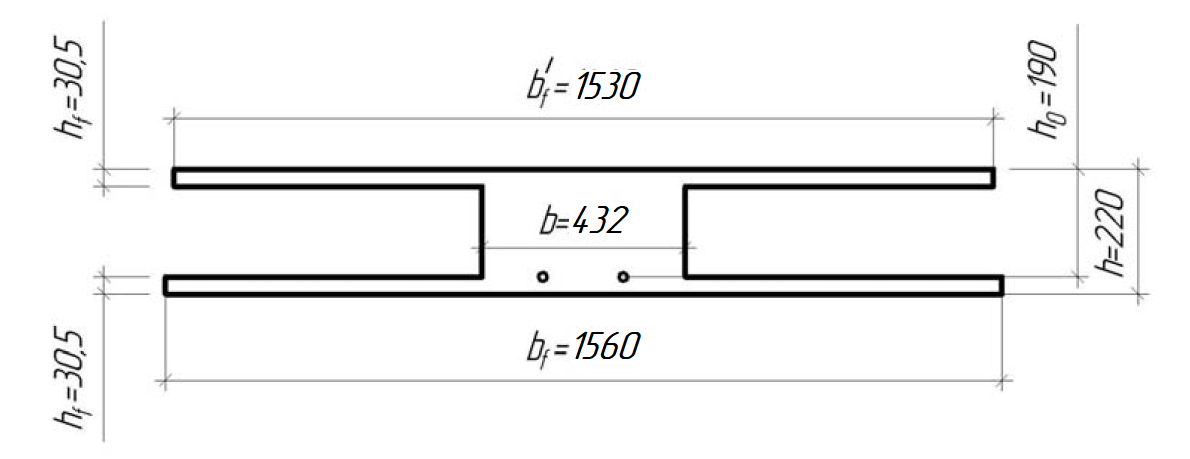 h_f=30,5
b'_f=1530
h_0=190
b=432
h=220
h_f=30,5
b_f=1560